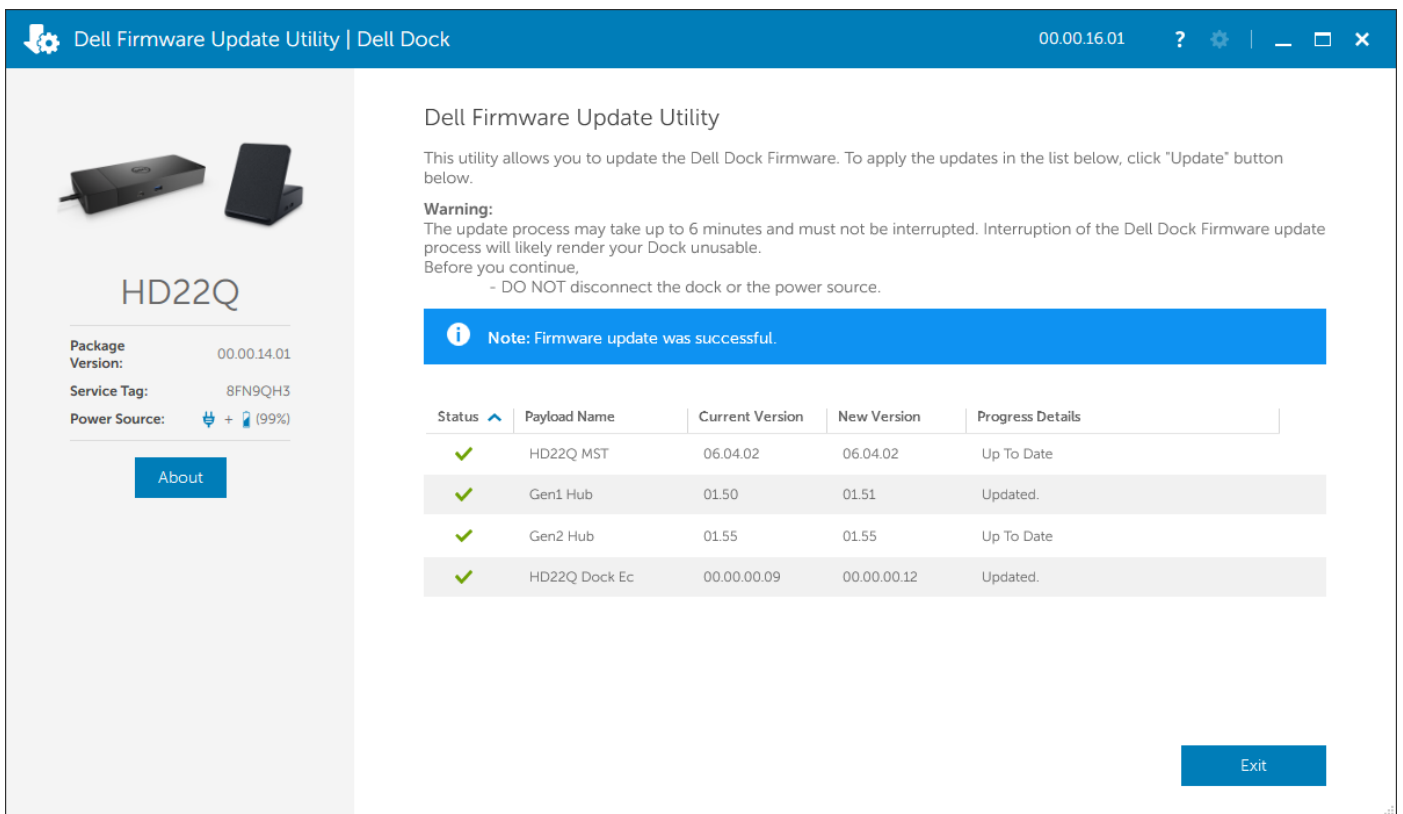 Dell Firmware Update Utility | Dell Dock
00.00.16.01 ?
Dell Firmware Update Utility
This utility allows you to update the Dell Dock Firmware. To apply the updates in the list below, click "Update" button
below.
Warning:
The update process may take up to 6 minutes and must not be interrupted. Interruption of the Dell Dock Firmware update
process will likely render your Dock unusable.
Before you continue,
- DO NOT disconnect the dock or the power source.
HD22Q
Package
Version: 00.00.14.01
Service Tag: 8FN9QH3
Power Source: + (99%)
About
Note: Firmware update was successful.
Status Payload Name Current Version New Version Progress Details
HD22Q MST 06.04.02 06.04.02 Up To Date
Gen1 Hub 01.50 01.51 Updated.
Gen2 Hub 01.55 01.55 Up To Date
HD22Q Dock Ec 00.00.00.09 00.00.00.12 Updated.
Exit